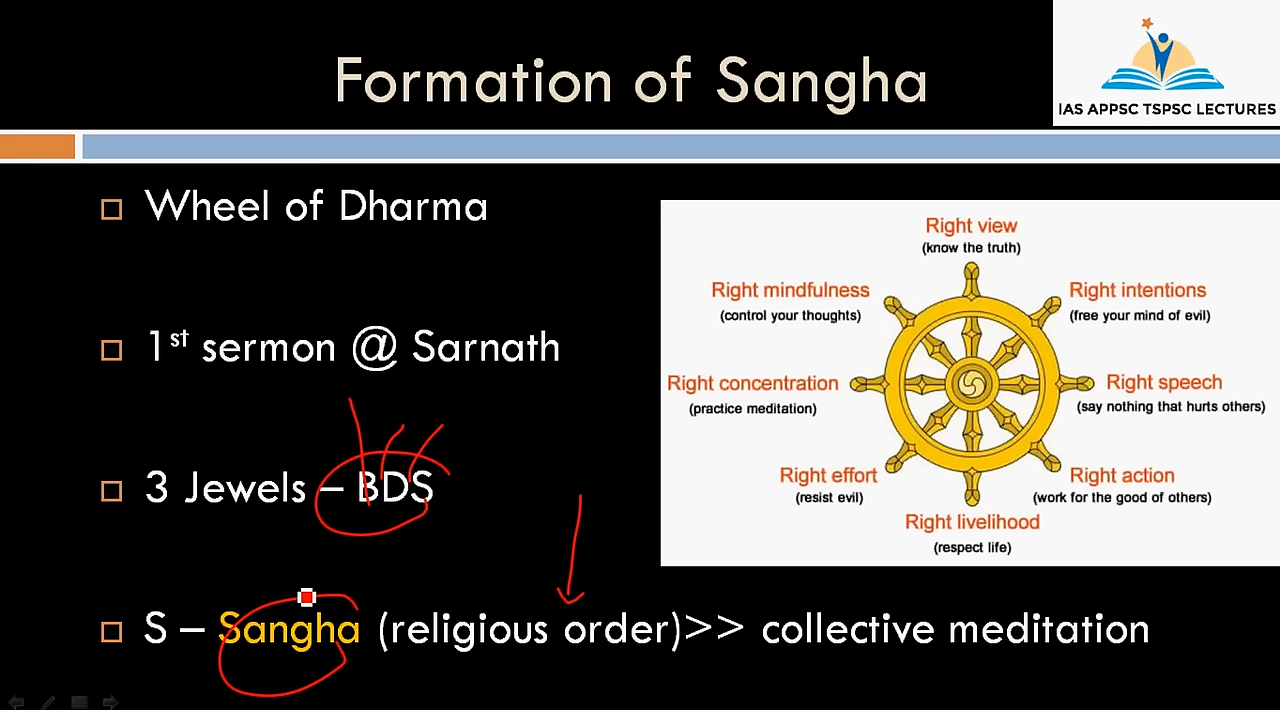 Formation of Sangha
IAS APPSC TSPSC LECTURES
Wheel of Dharma
1st sermon @ Sarnath
3 Jewels – BDS
S – Sangha (religious order)>> collective meditation
Right view
(know the truth)
Right mindfulness
(control your thoughts)
Right intentions
(free your mind of evil)
Right concentration
(practice meditation)
Right speech
(say nothing that hurts others)
Right effort
(resist evil)
Right action
(work for the good of others)
Right livelihood
(respect life)